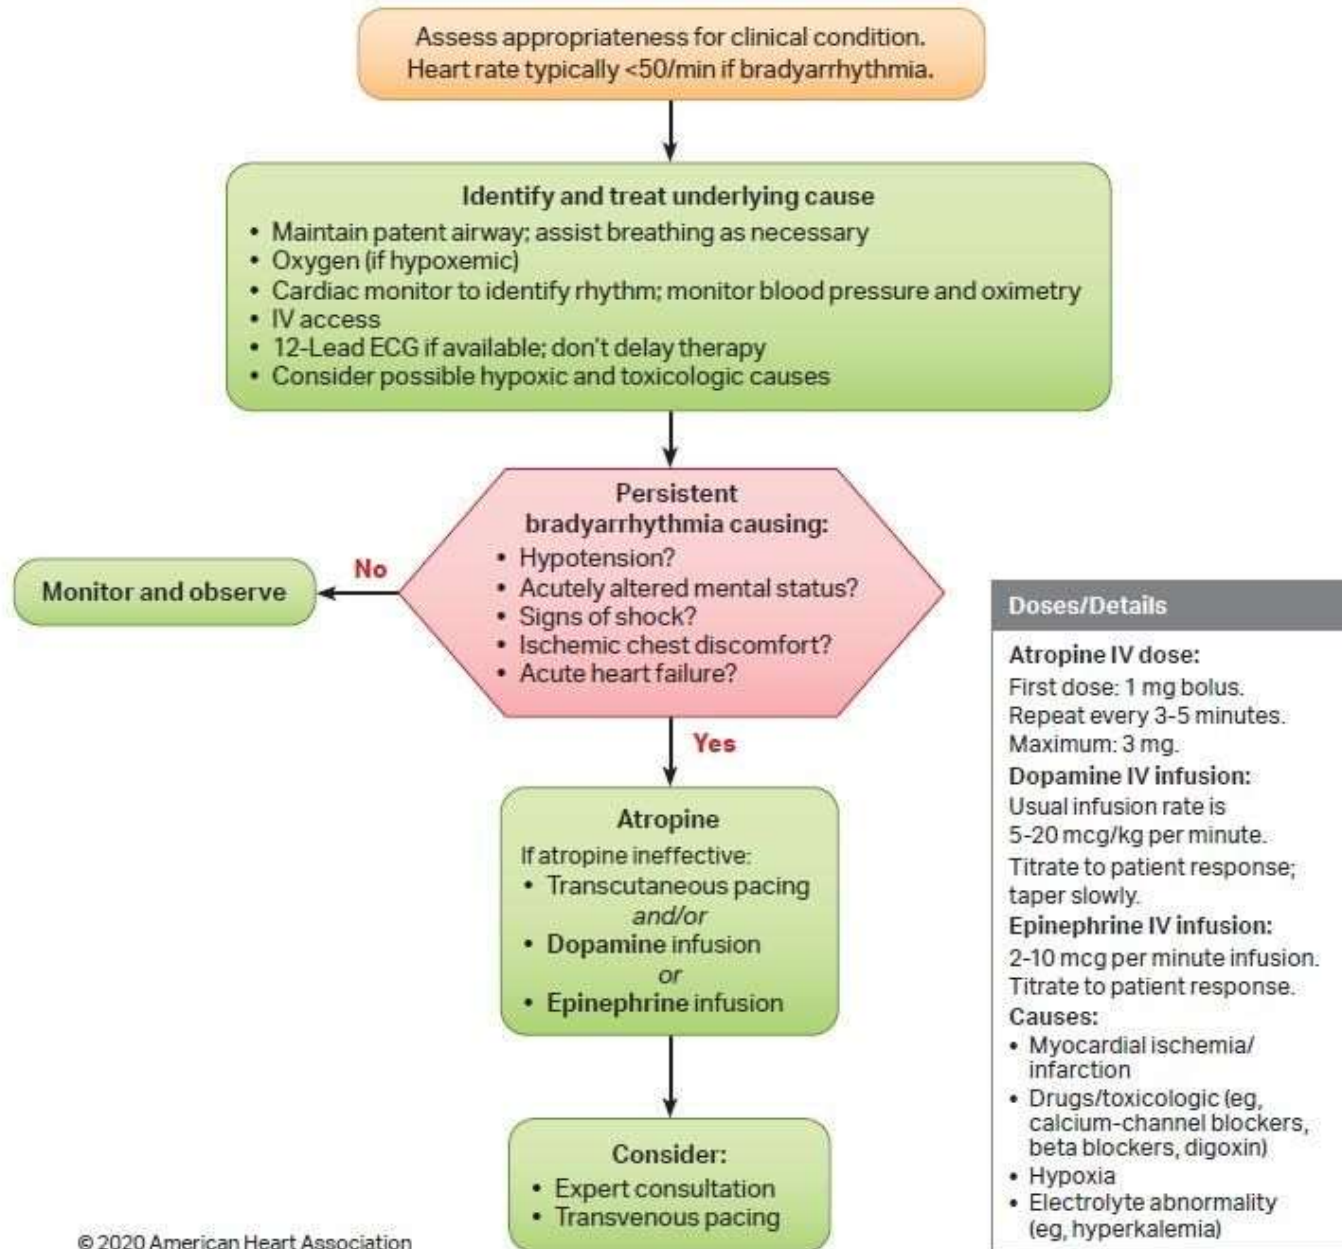 Assess appropriateness for clinical condition.
Heart rate typically <50/min if bradyarrhythmia.
Identify and treat underlying cause
• Maintain patent airway; assist breathing as necessary
• Oxygen (if hypoxemic)
• Cardiac monitor to identify rhythm; monitor blood pressure and oximetry
• IV access
• 12-Lead ECG if available; don't delay therapy
• Consider possible hypoxic and toxicologic causes
Persistent
bradyarrhythmia causing:
• Hypotension?
• Acutely altered mental status?
• Signs of shock?
• Ischemic chest discomfort?
• Acute heart failure?
No
Monitor and observe
Yes
Atropine
If atropine ineffective:
• Transcutaneous pacing
and/or
• Dopamine infusion
or
• Epinephrine infusion
Consider:
• Expert consultation
• Transvenous pacing
Doses/Details
Atropine IV dose:
First dose: 1 mg bolus.
Repeat every 3-5 minutes.
Maximum: 3 mg.
Dopamine IV infusion:
Usual infusion rate is
5-20 mcg/kg per minute.
Titrate to patient response;
taper slowly.
Epinephrine IV infusion:
2-10 mcg per minute infusion.
Titrate to patient response.
Causes:
• Myocardial ischemia/
infarction
• Drugs/toxicologic (eg,
calcium-channel blockers,
beta blockers, digoxin)
• Hypoxia
• Electrolyte abnormality
(eg, hyperkalemia)
© 2020 American Heart Association